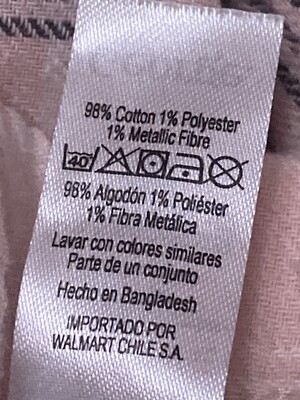 98% Cotton 1% Polyester
1% Metallic Fibre
40°
98% Algodón 1% Poliéster
1% Fibra Metálica
Lavar con colores similares
Parte de un conjunto
Hecho en Bangladesh
IMPORTADO POR
WALMART CHILE S.A.